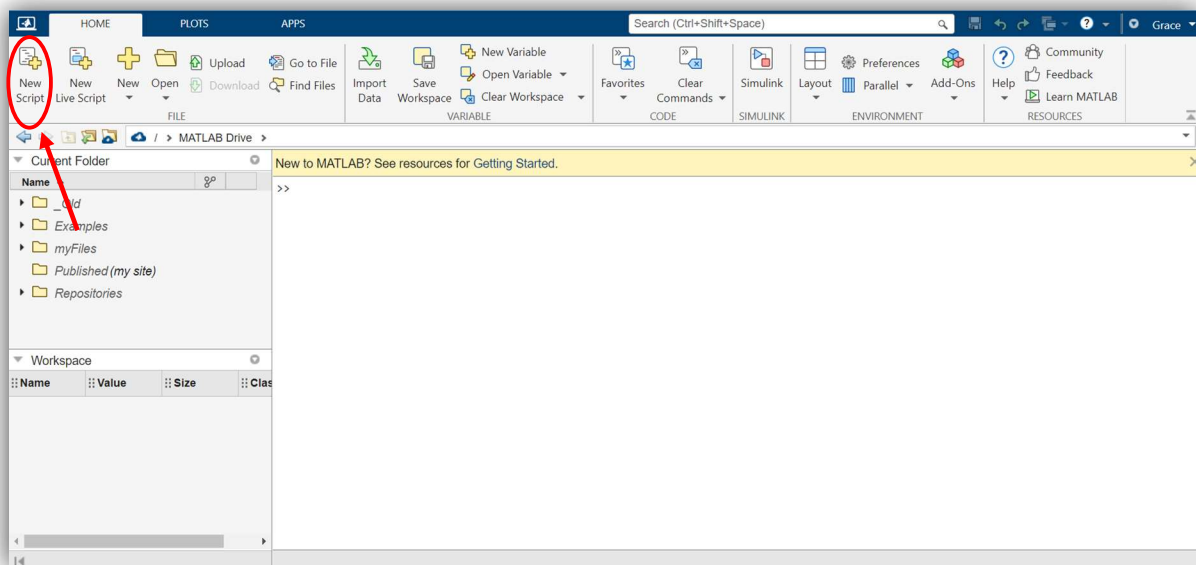 HOME PLOTS APPS Search (Ctrl+Shift+Space) Grace
New Script
New Live Script
New
Open
Upload
Download
Go to File
Find Files
FILE
Import Data
Save Workspace
New Variable
Open Variable
Clear Workspace
VARIABLE
Favorites
Clear Commands
CODE
Simulink
SIMULINK
Layout
Preferences
Parallel
Add-Ons
ENVIRONMENT
? Help
Community
Feedback
Learn MATLAB
RESOURCES
/ > MATLAB Drive >
Current Folder
Name
_Old
Examples
myFiles
Published (my site)
Repositories
New to MATLAB? See resources for Getting Started.
>>
Workspace
Name Value Size Clas